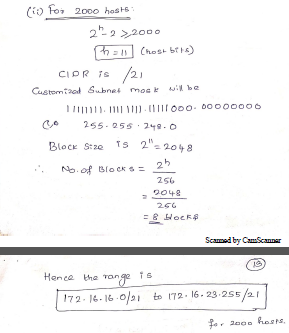 (ii) For 2000 hosts:
2^h - 2 ≥ 2000
h = 11 (host bits)
CIDR is /21
Customized Subnet mask will be
11111111. 11111111. 11111000. 00000000
255. 255. 248. 0
Block Size is 2^11 = 2048
∴ No. of Blocks = 2^h / 256
= 2048 / 256
= 8 blocks
Scanned by CamScanner
13
Hence the range is
172.16.16.0/21 to 172.16.23.255/21
for 2000 hosts.